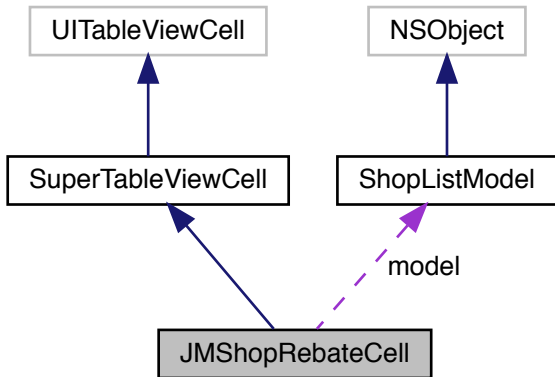 UITableViewCell
NSObject
SuperTableViewCell
ShopListModel
model
JMShopRebateCell